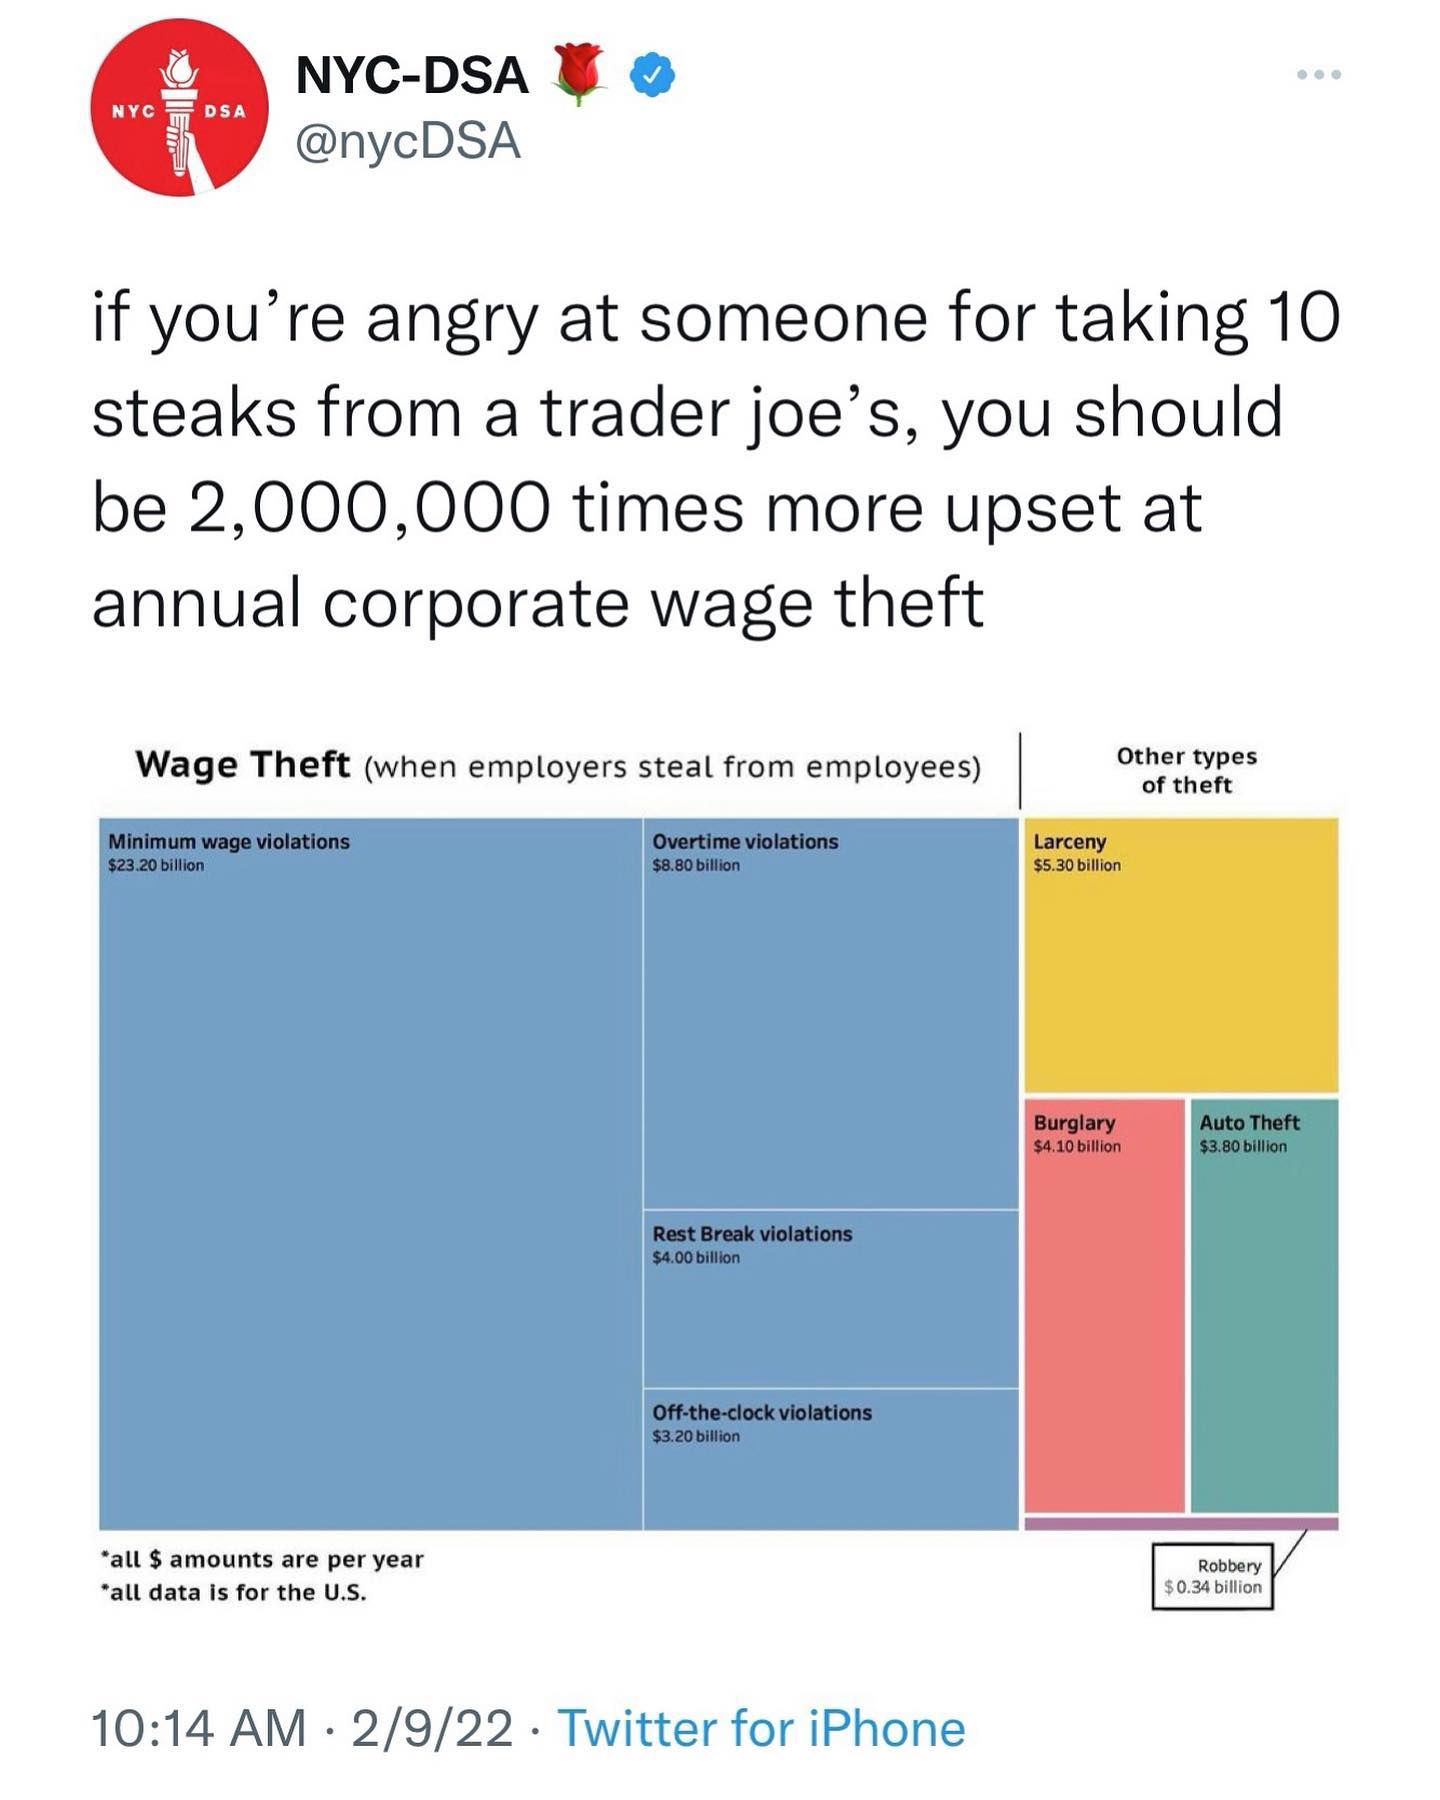 NYC-DSA 🌹
NYC DSA
@nycDSA
if you’re angry at someone for taking 10
steaks from a trader joe’s, you should
be 2,000,000 times more upset at
annual corporate wage theft
Wage Theft (when employers steal from employees)
Other types
of theft
Minimum wage violations
$23.20 billion
Overtime violations
$8.80 billion
Larceny
$5.30 billion
Burglary
$4.10 billion
Auto Theft
$3.80 billion
Rest Break violations
$4.00 billion
Off-the-clock violations
$3.20 billion
*all $ amounts are per year
*all data is for the U.S.
Robbery
$0.34 billion
10:14 AM · 2/9/22 · Twitter for iPhone